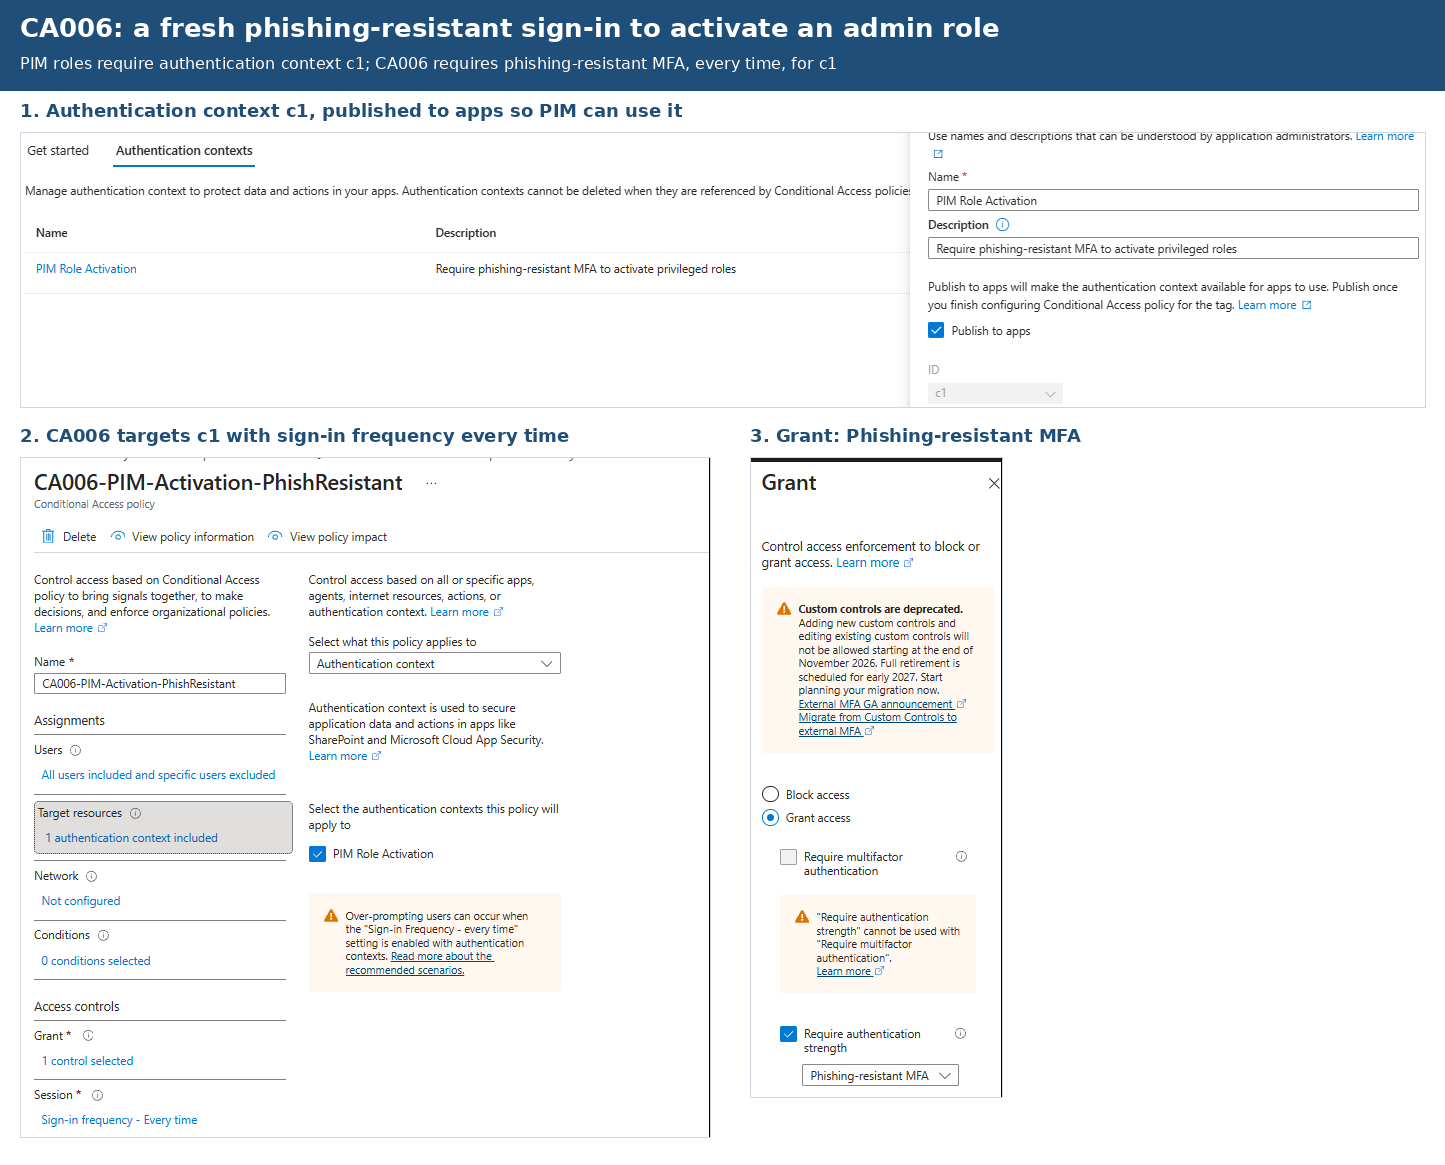 CA006: a fresh phishing-resistant sign-in to activate an admin role
PIM roles require authentication context c1; CA006 requires phishing-resistant MFA, every time, for c1
1. Authentication context c1, published to apps so PIM can use it
Get started
Authentication contexts
Manage authentication context to protect data and actions in your apps. Authentication contexts cannot be deleted when they are referenced by Conditional Access policies
Name
Description
PIM Role Activation
Require phishing-resistant MFA to activate privileged roles
Use names and descriptions that can be understood by application administrators. Learn more
Name *
PIM Role Activation
Description
Require phishing-resistant MFA to activate privileged roles
Publish to apps will make the authentication context available for apps to use. Publish once
you finish configuring Conditional Access policy for the tag. Learn more
Publish to apps
ID
c1
2. CA006 targets c1 with sign-in frequency every time
CA006-PIM-Activation-PhishResistant
...
Conditional Access policy
Delete
View policy information
View policy impact
Control access based on Conditional Access
policy to bring signals together, to make
decisions, and enforce organizational policies.
Learn more
Name *
CA006-PIM-Activation-PhishResistant
Assignments
Users
All users included and specific users excluded
Target resources
1 authentication context included
Network
Not configured
Conditions
0 conditions selected
Access controls
Grant *
1 control selected
Session *
Sign-in frequency - Every time
Control access based on all or specific apps,
agents, internet resources, actions, or
authentication context. Learn more
Select what this policy applies to
Authentication context
Authentication context is used to secure
application data and actions in apps like
SharePoint and Microsoft Cloud App Security.
Learn more
Select the authentication contexts this policy will
apply to
PIM Role Activation
Over-prompting users can occur when
the "Sign-in Frequency - every time"
setting is enabled with authentication
contexts. Read more about the
recommended scenarios.
3. Grant: Phishing-resistant MFA
Grant
Control access enforcement to block or
grant access. Learn more
Custom controls are deprecated.
Adding new custom controls and
editing existing custom controls will
not be allowed starting at the end of
November 2026. Full retirement is
scheduled for early 2027. Start
planning your migration now.
External MFA GA announcement
Migrate from Custom Controls to
external MFA
Block access
Grant access
Require multifactor
authentication
"Require authentication
strength" cannot be used with
"Require multifactor
authentication".
Learn more
Require authentication
strength
Phishing-resistant MFA